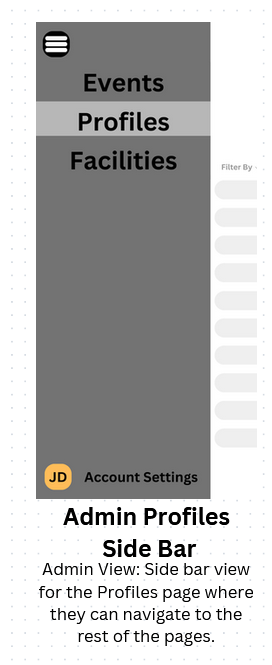 Events
Profiles
Facilities
Filter By
JD Account Settings
Admin Profiles
Side Bar
Admin View: Side bar view
for the Profiles page where
they can navigate to the
rest of the pages.